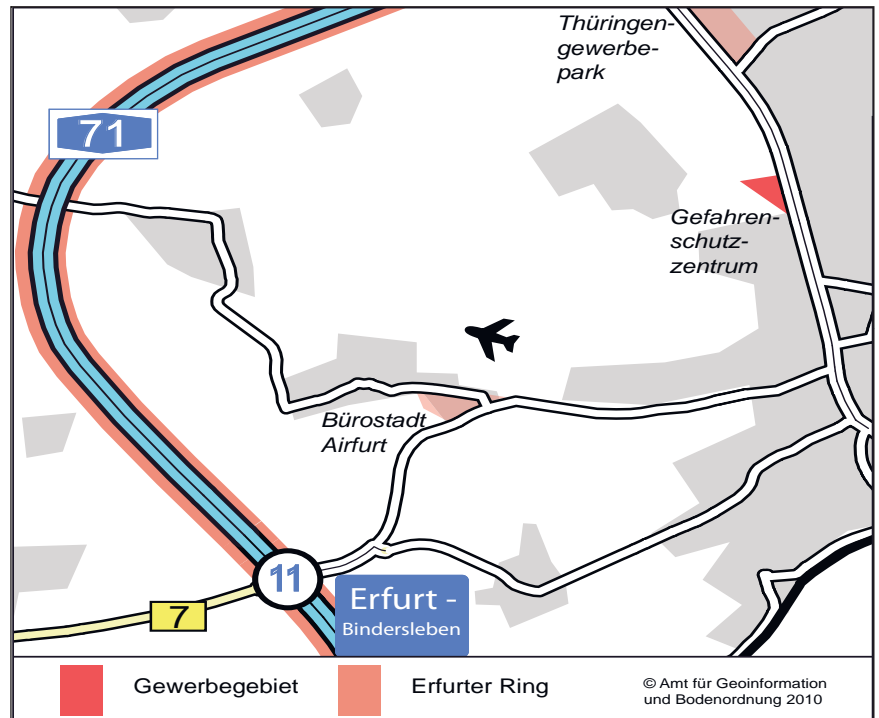 Thüringen-
gewerbe-
park
71
Gefahren-
schutz-
zentrum
Bürostadt
Airfurt
11
Erfurt -
Bindersleben
7
Gewerbegebiet
Erfurter Ring
© Amt für Geoinformation
und Bodenordnung 2010